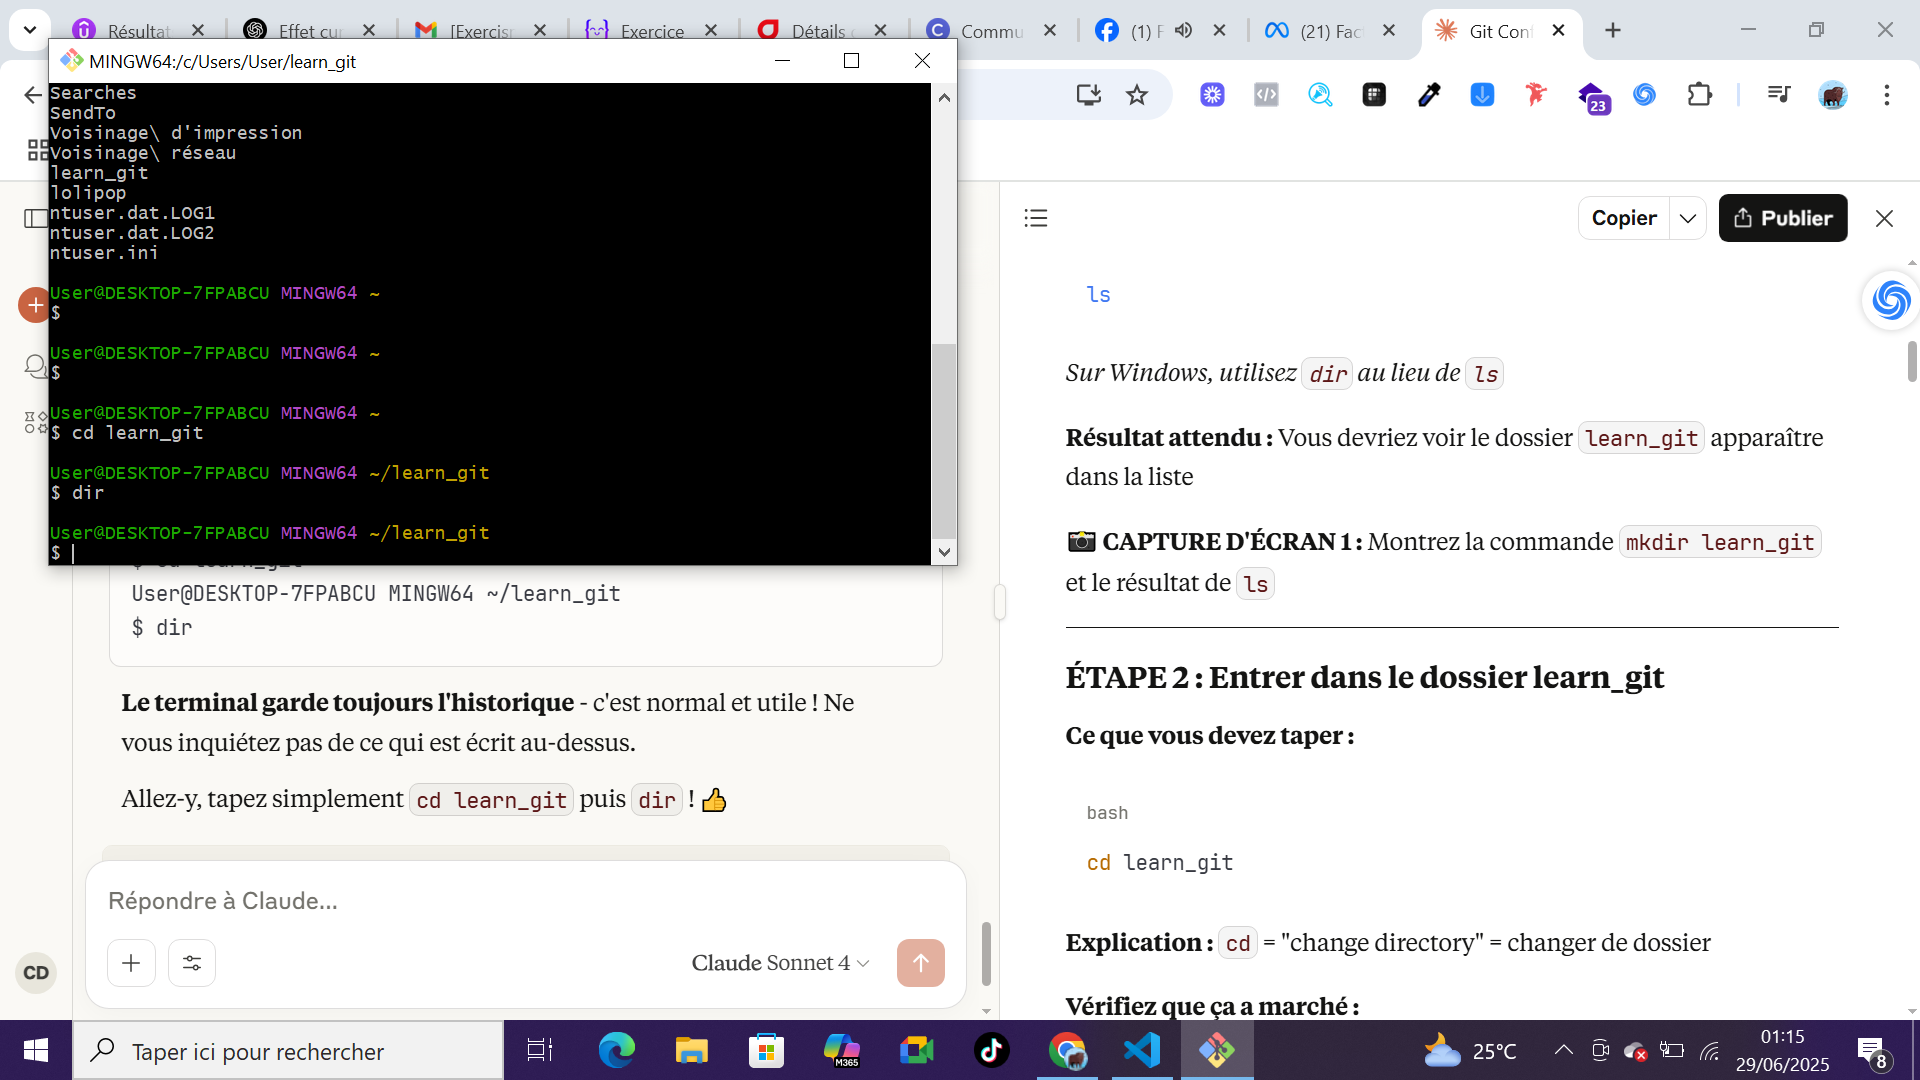 Résultat
Effet cur
[Exercis
Exercice
Détails c
Commu
(1) F
(21) Fac
Git Conf
MINGW64:/c/Users/User/learn_git
23
Searches
SendTo
Voisinage\ d'impression
Voisinage\ réseau
learn_git
lolipop
ntuser.dat.LOG1
ntuser.dat.LOG2
ntuser.ini
User@DESKTOP-7FPABCU MINGW64 ~
$
User@DESKTOP-7FPABCU MINGW64 ~
$
User@DESKTOP-7FPABCU MINGW64 ~
$ cd learn_git
User@DESKTOP-7FPABCU MINGW64 ~/learn_git
$ dir
User@DESKTOP-7FPABCU MINGW64 ~/learn_git
$
$ cd learn_git
User@DESKTOP-7FPABCU MINGW64 ~/learn_git
$ dir
Le terminal garde toujours l'historique - c'est normal et utile ! Ne
vous inquiétez pas de ce qui est écrit au-dessus.
Allez-y, tapez simplement cd learn_git puis dir ! 👍
Répondre à Claude...
Claude Sonnet 4
CD
Copier
Publier
ls
Sur Windows, utilisez dir au lieu de ls
Résultat attendu : Vous devriez voir le dossier learn_git apparaître
dans la liste
📷 CAPTURE D'ÉCRAN 1 : Montrez la commande mkdir learn_git
et le résultat de ls
ÉTAPE 2 : Entrer dans le dossier learn_git
Ce que vous devez taper :
bash
cd learn_git
Explication : cd = "change directory" = changer de dossier
Vérifiez que ça a marché :
Taper ici pour rechercher
M365
25°C
01:15
29/06/2025
8